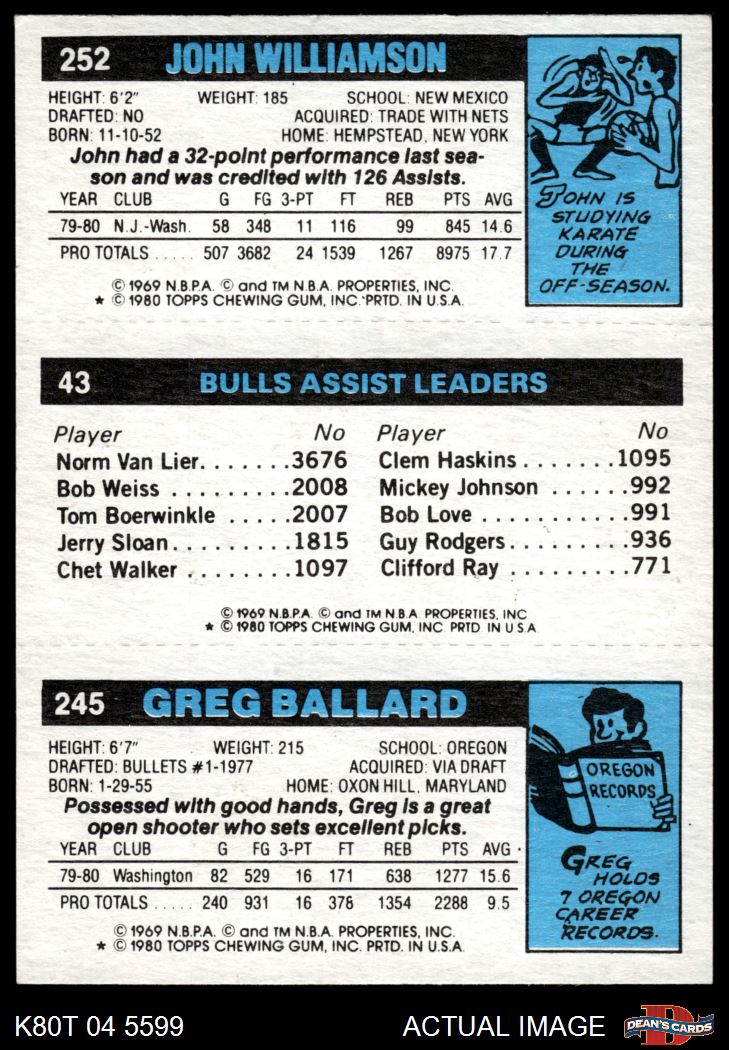 252 JOHN WILLIAMSON
HEIGHT: 6'2" WEIGHT: 185 SCHOOL: NEW MEXICO
DRAFTED: NO ACQUIRED: TRADE WITH NETS
BORN: 11-10-52 HOME: HEMPSTEAD, NEW YORK
John had a 32-point performance last sea-
son and was credited with 126 Assists.
YEAR CLUB G FG 3-PT FT REB PTS AVG
79-80 N.J.-Wash. 58 348 11 116 99 845 14.6
PRO TOTALS ..... 507 3682 24 1539 1267 8975 17.7
© 1969 N.B.P.A. © and TM N.B.A. PROPERTIES, INC.
★ © 1980 TOPPS CHEWING GUM, INC. PRTD. IN U.S.A.
JOHN IS
STUDYING
KARATE
DURING
THE
OFF-SEASON.
43 BULLS ASSIST LEADERS
Player No Player No
Norm Van Lier.......3676 Clem Haskins.......1095
Bob Weiss ........2008 Mickey Johnson ......992
Tom Boerwinkle .....2007 Bob Love ..........991
Jerry Sloan........1815 Guy Rodgers........936
Chet Walker .......1097 Clifford Ray .........771
© 1969 N.B.P.A. © and TM N.B.A. PROPERTIES, INC
★ © 1980 TOPPS CHEWING GUM, INC. PRTD IN U.S.A
245 GREG BALLARD
HEIGHT: 6'7" WEIGHT: 215 SCHOOL: OREGON
DRAFTED: BULLETS #1-1977 ACQUIRED: VIA DRAFT
BORN: 1-29-55 HOME: OXON HILL, MARYLAND
Possessed with good hands, Greg is a great
open shooter who sets excellent picks.
YEAR CLUB G FG 3-PT FT REB PTS AVG
79-80 Washington 82 529 16 171 638 1277 15.6
PRO TOTALS ..... 240 931 16 378 1354 2288 9.5
© 1969 N.B.P.A. © and TM N.B.A. PROPERTIES, INC.
★ © 1980 TOPPS CHEWING GUM, INC. PRTD. IN U.S.A.
OREGON
RECORDS
GREG
HOLDS
7 OREGON
CAREER
RECORDS.
K80T 04 5599 ACTUAL IMAGE D DEAN'S CARDS